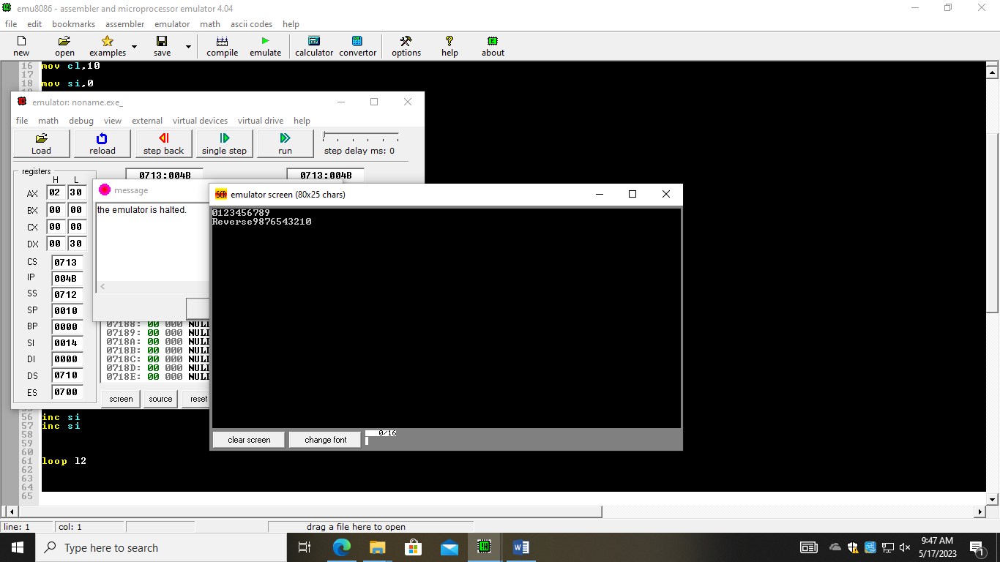 emu8086 - assembler and microprocessor emulator 4.04
file edit bookmarks assembler emulator math ascii codes help
new open examples save compile emulate calculator convertor options help about
16 mov cl,10
17
18 mov si,0
emulator: noname.exe_
file math debug view external virtual devices virtual drive help
Load reload step back single step run step delay ms: 0
registers
H L
0713:004B 0713:004B
AX 02 30
BX 00 00
CX 00 00
DX 00 30
CS 0713
IP 004B
SS 0712
SP 0010
BP 0000
SI 0014
DI 0000
DS 0710
ES 0700
message
the emulator is halted.
07188: 00 000 NULL
07189: 00 000 NULL
0718A: 00 000 NULL
0718B: 00 000 NULL
0718C: 00 000 NULL
0718D: 00 000 NULL
0718E: 00 000 NULL
screen source reset
SCR emulator screen (80x25 chars)
0123456789
Reverse9876543210
clear screen change font 0/16
56 inc si
57 inc si
58
59
60
61 loop l2
62
63
64
65
line: 1 col: 1 drag a file here to open
Type here to search
9:47 AM
5/17/2023
1